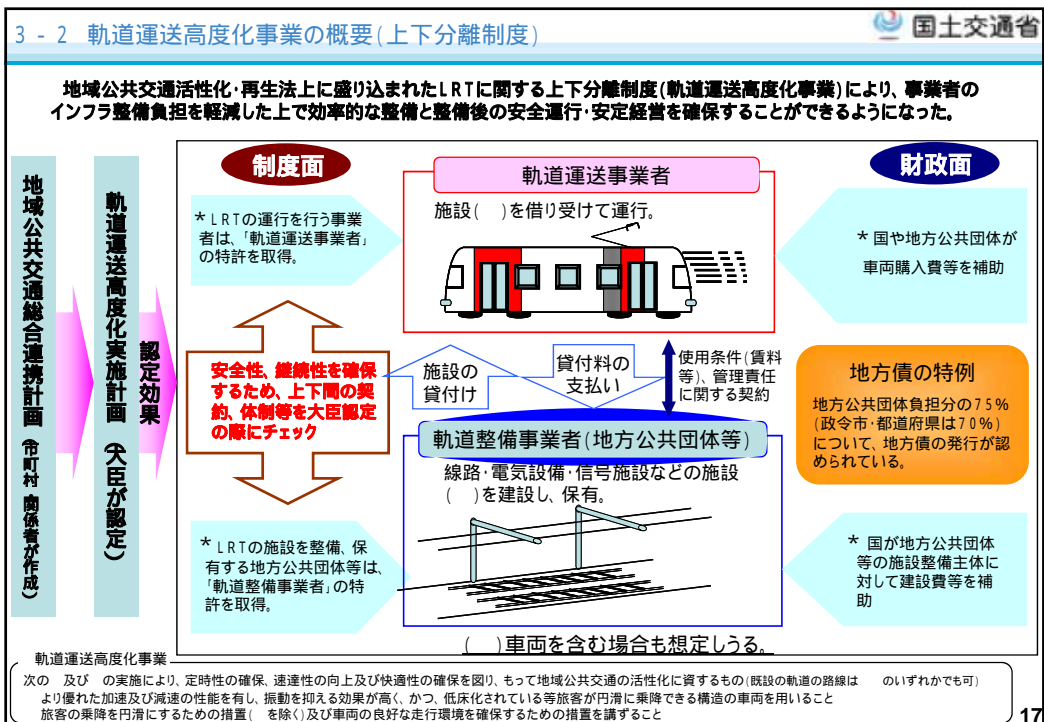 3-2 軌道運送高度化事業の概要(上下分離制度)
国土交通省
地域公共交通活性化･再生法上に盛り込まれたLRTに関する上下分離制度(軌道運送高度化事業)により、事業者の
インフラ整備負担を軽減した上で効率的な整備と整備後の安全運行･安定経営を確保することができるようになった。
地域公共交通総合連携計画 (市町村 関係者が作成)
軌道運送高度化実施計画 (大臣が認定)
認定効果
制度面
*LRTの運行を行う事業
者は、「軌道運送事業者」
の特許を取得。
安全性、継続性を確保
するため、上下間の契
約、体制等を大臣認定
の際にチェック
*LRTの施設を整備、保
有する地方公共団体等は、
「軌道整備事業者」の特
許を取得。
軌道運送事業者
施設( )を借り受けて運行。
施設の
貸付け
貸付料の
支払い
使用条件(賃料
等)、管理責任
に関する契約
軌道整備事業者(地方公共団体等)
線路･電気設備･信号施設などの施設
( )を建設し、保有。
( )車両を含む場合も想定しうる。
財政面
*国や地方公共団体が
車両購入費等を補助
地方債の特例
地方公共団体負担分の75%
(政令市･都道府県は70%)
について、地方債の発行が認
められている。
*国が地方公共団体
等の施設整備主体に
対して建設費等を補
助
軌道運送高度化事業
次の 及び の実施により、定時性の確保、速達性の向上及び快適性の確保を図り、もって地域公共交通の活性化に資するもの(既設の軌道の路線は のいずれかでも可)
より優れた加速及び減速の性能を有し、振動を抑える効果が高く、かつ、低床化されている等旅客が円滑に乗降できる構造の車両を用いること
旅客の乗降を円滑にするための措置( を除く)及び車両の良好な走行環境を確保するための措置を講ずること
17